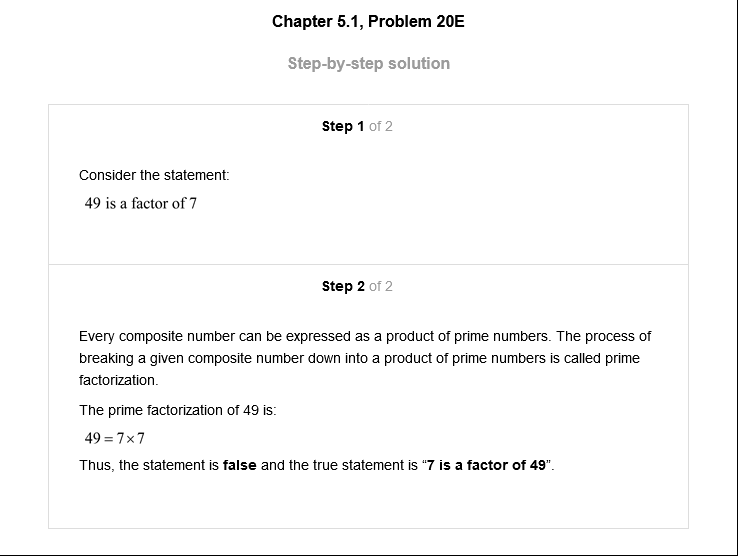 Chapter 5.1, Problem 20E
Step-by-step solution
Step 1 of 2
Consider the statement:
49 is a factor of 7
Step 2 of 2
Every composite number can be expressed as a product of prime numbers. The process of
breaking a given composite number down into a product of prime numbers is called prime
factorization.
The prime factorization of 49 is:
49 = 7×7
Thus, the statement is false and the true statement is “7 is a factor of 49”.